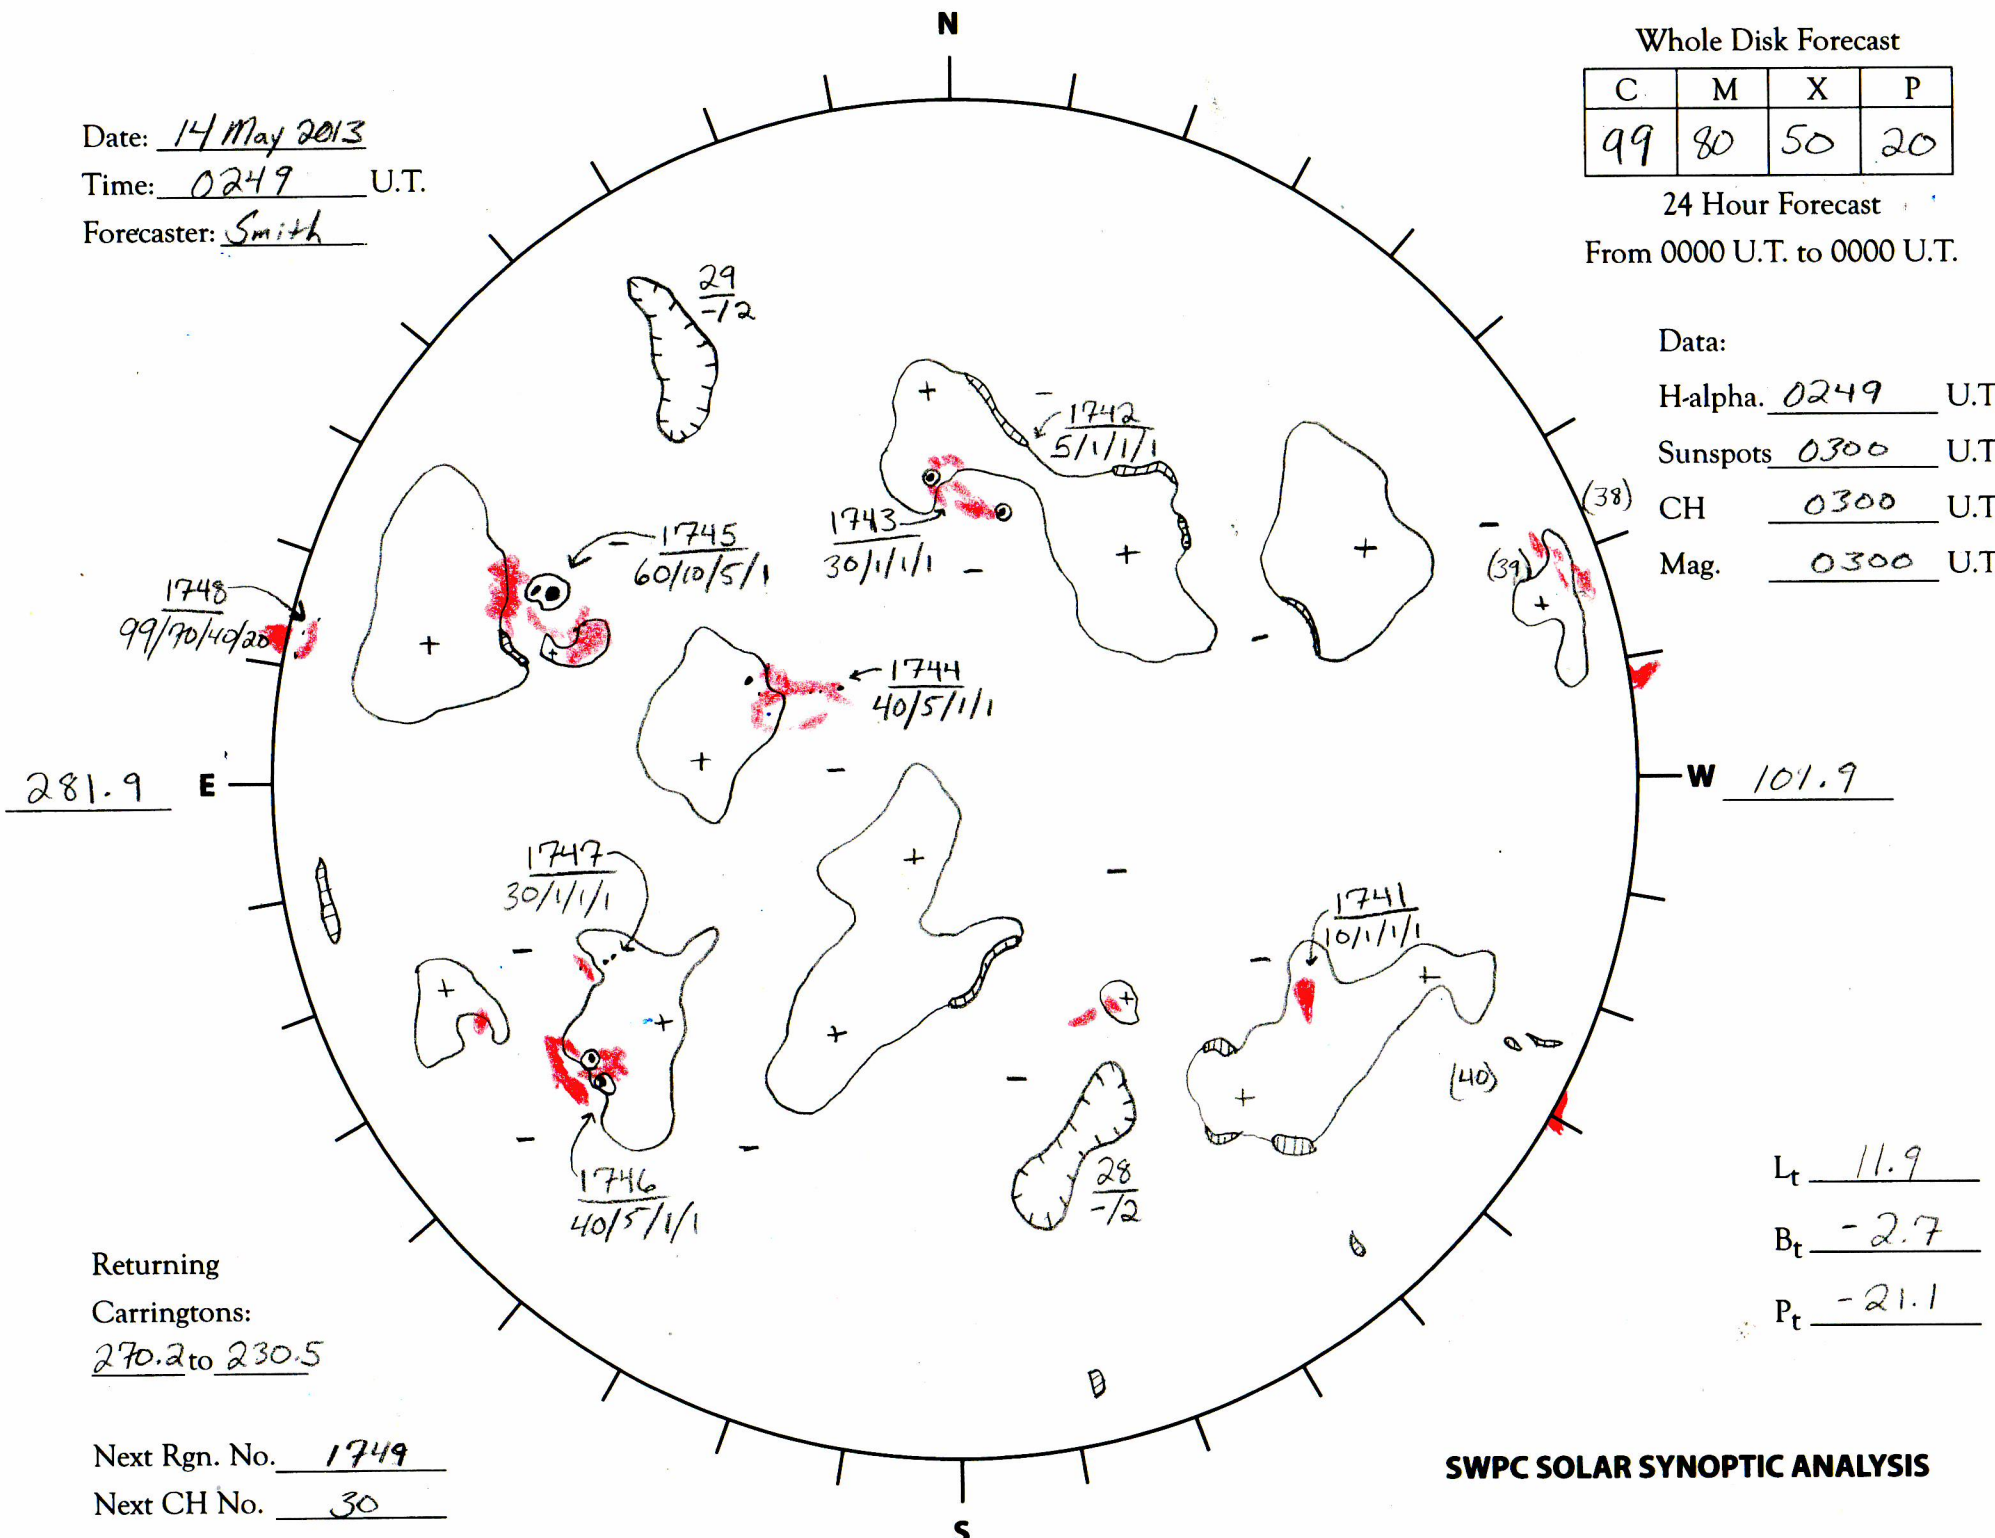 N
Whole Disk Forecast
C M X P
99 80 50 20
24 Hour Forecast
From 0000 U.T. to 0000 U.T.
Date: 14 May 2013
Time: 0249 U.T.
Forecaster: Smith
Data:
H-alpha. 0249 U.T
Sunspots 0300 U.T
CH 0300 U.T
Mag. 0300 U.T
29
-/2
1742
5/1/1/1
(38)
1743
30/1/1/1
1745
60/10/5/1
(39)
1748
99/70/40/20
1744
40/5/1/1
281.9 E
W 101.9
1747
30/1/1/1
1741
10/1/1/1
(40)
1746
40/5/1/1
28
-/2
Lt 11.9
Bt -2.7
Pt -21.1
Returning
Carringtons:
270.2 to 230.5
Next Rgn. No. 1749
Next CH No. 30
SWPC SOLAR SYNOPTIC ANALYSIS
S